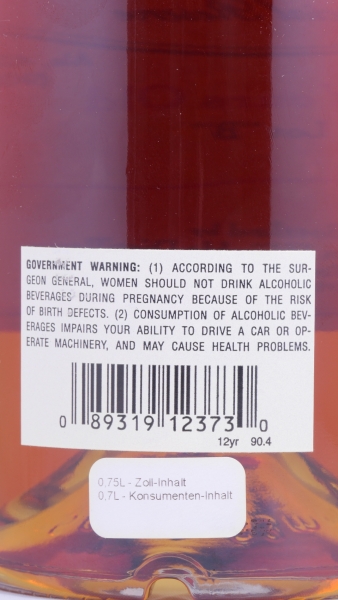 GOVERNMENT WARNING: (1) ACCORDING TO THE SUR-
GEON GENERAL, WOMEN SHOULD NOT DRINK ALCOHOLIC
BEVERAGES DURING PREGNANCY BECAUSE OF THE RISK
OF BIRTH DEFECTS. (2) CONSUMPTION OF ALCOHOLIC BEV-
ERAGES IMPAIRS YOUR ABILITY TO DRIVE A CAR OR OP-
ERATE MACHINERY, AND MAY CAUSE HEALTH PROBLEMS.
0 89319 12373 0
12yr 90.4
0,75L - Zoll-Inhalt
0,7L - Konsumenten-Inhalt